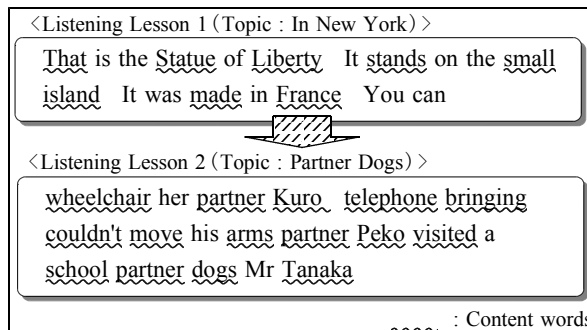 <Listening Lesson 1 (Topic : In New York) >
That is the Statue of Liberty   It stands on the small
island   It was made in France   You can
<Listening Lesson 2 (Topic : Partner Dogs) >
wheelchair her partner Kuro   telephone bringing
couldn't move his arms partner Peko visited a
school partner dogs Mr Tanaka
: Content words